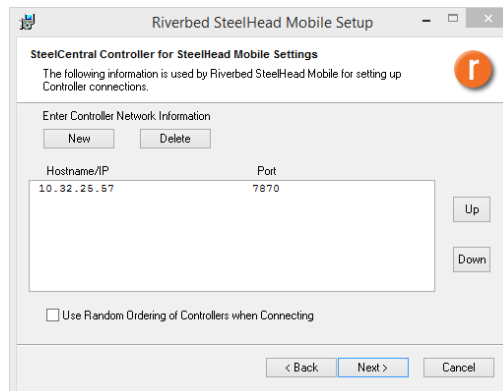 Riverbed SteelHead Mobile Setup
SteelCentral Controller for SteelHead Mobile Settings
The following information is used by Riverbed SteelHead Mobile for setting up
Controller connections.
r
Enter Controller Network Information
New Delete
Hostname/IP Port
10.32.25.57 7870
Up
Down
Use Random Ordering of Controllers when Connecting
< Back Next > Cancel